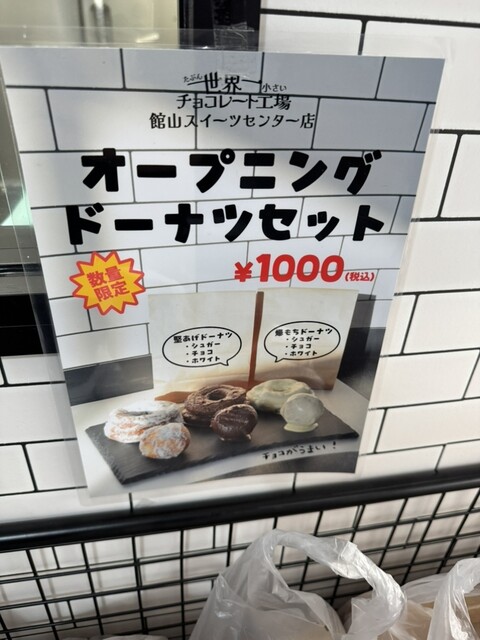 たぶん世界一小さい
チョコレート工場
館山スイーツセンター店
オープニング
ドーナツセット
数量
限定
¥1000(税込)
堅あげドーナツ
・シュガー
・チョコ
・ホワイト
姫もちドーナツ
・シュガー
・チョコ
・ホワイト
チョコがうまい!